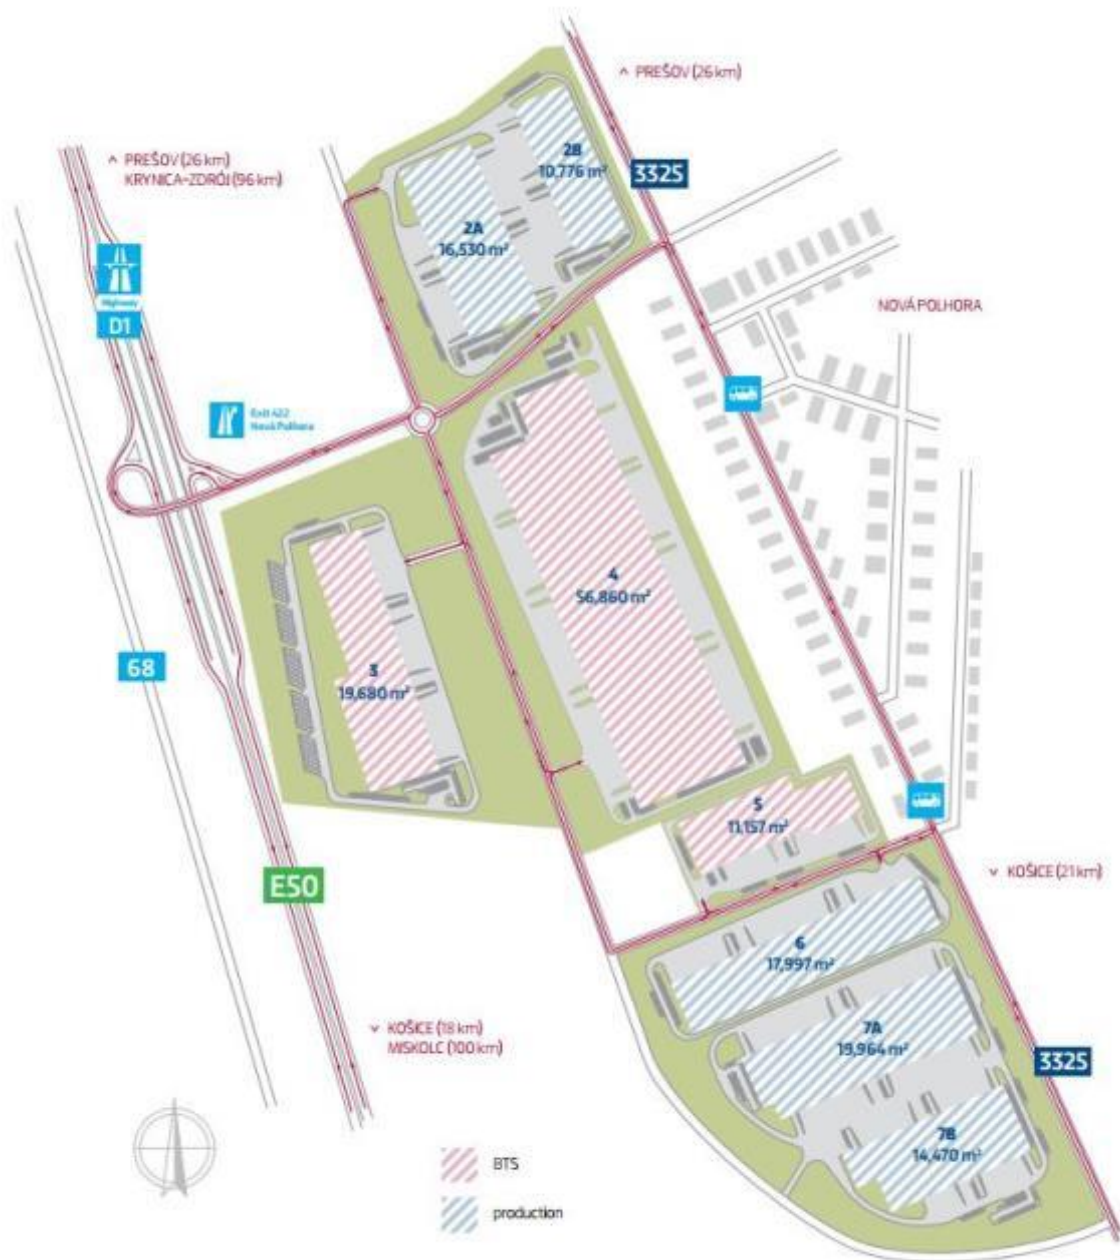 ^ PREŠOV (26 km)
^ PREŠOV (26 km)
KRYNICA-ZDRÓJ (96 km)
2B
10,776 m²
3325
2A
16,530 m²
Highway
D1
NOVÁ POLHORA
Exit 422
Nová Polhora
4
56,860 m²
68
3
19,680 m²
5
11,157 m²
E50
v KOŠICE (21 km)
6
17,997 m²
v KOŠICE (18 km)
MISKOLC (100 km)
7A
19,964 m²
3325
7B
14,470 m²
BTS
production